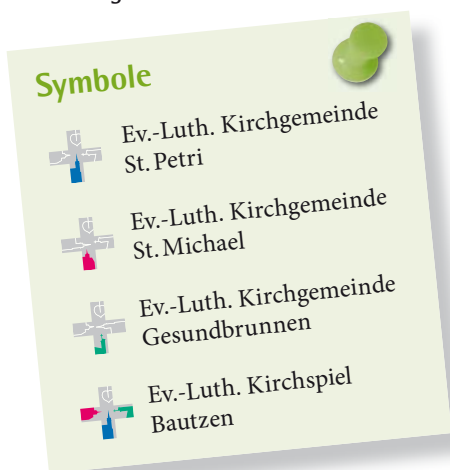 Symbole
Ev.-Luth. Kirchgemeinde
St. Petri
Ev.-Luth. Kirchgemeinde
St. Michael
Ev.-Luth. Kirchgemeinde
Gesundbrunnen
Ev.-Luth. Kirchspiel
Bautzen